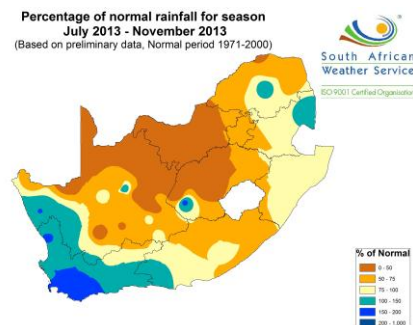 Percentage of normal rainfall for season
July 2013 - November 2013
(Based on preliminary data, Normal period 1971-2000)
South African
Weather Service
ISO 9001 Certified Organisation
% of Normal
0 - 50
50 - 75
75 - 100
100 - 150
150 - 200
200 - 1,000